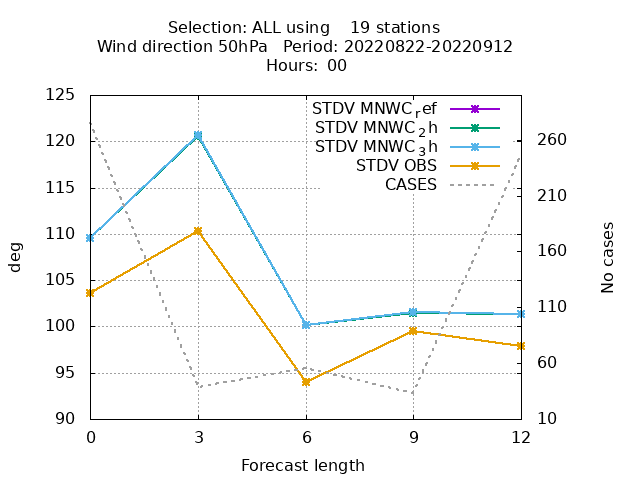 Selection: ALL using    19 stations
Wind direction 50hPa   Period: 20220822-20220912
Hours: 00
125
120
115
110
105
100
95
90
deg
STDV MNWC_ref
STDV MNWC_2h
STDV MNWC_3h
STDV OBS
CASES
260
210
160
110
60
10
No cases
0 3 6 9 12
Forecast length